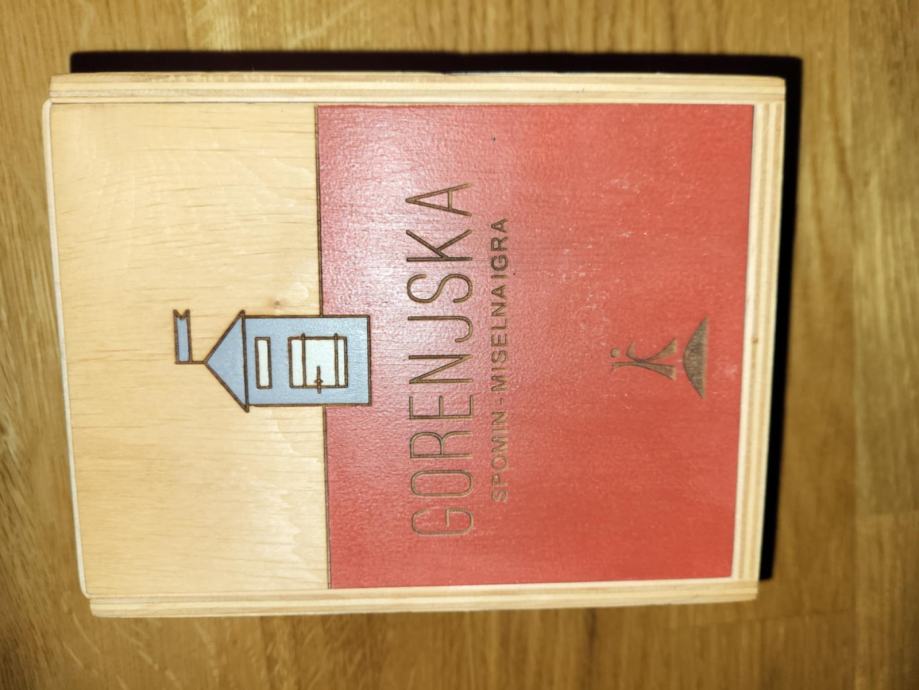 GORENJSKA
SPOMIN - MISELNA IGRA